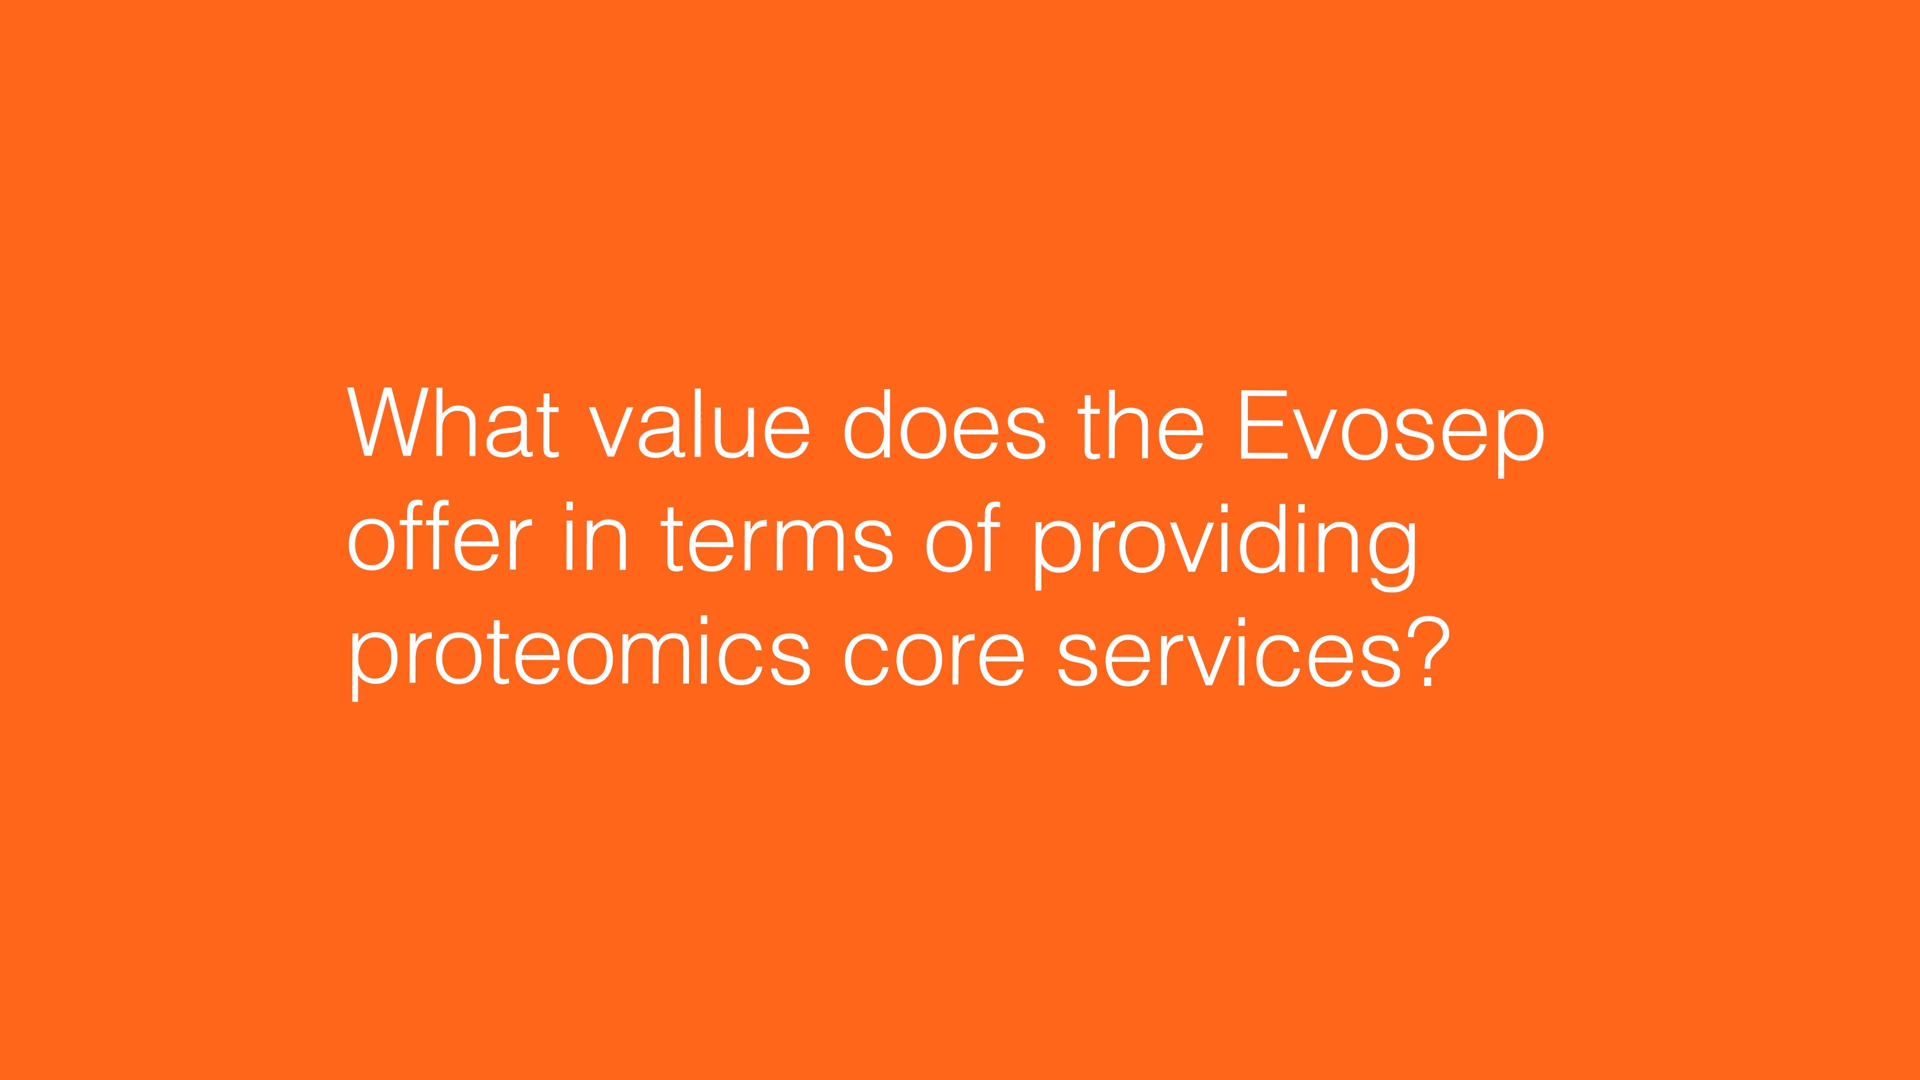 What value does the Evosep
offer in terms of providing
proteomics core services?